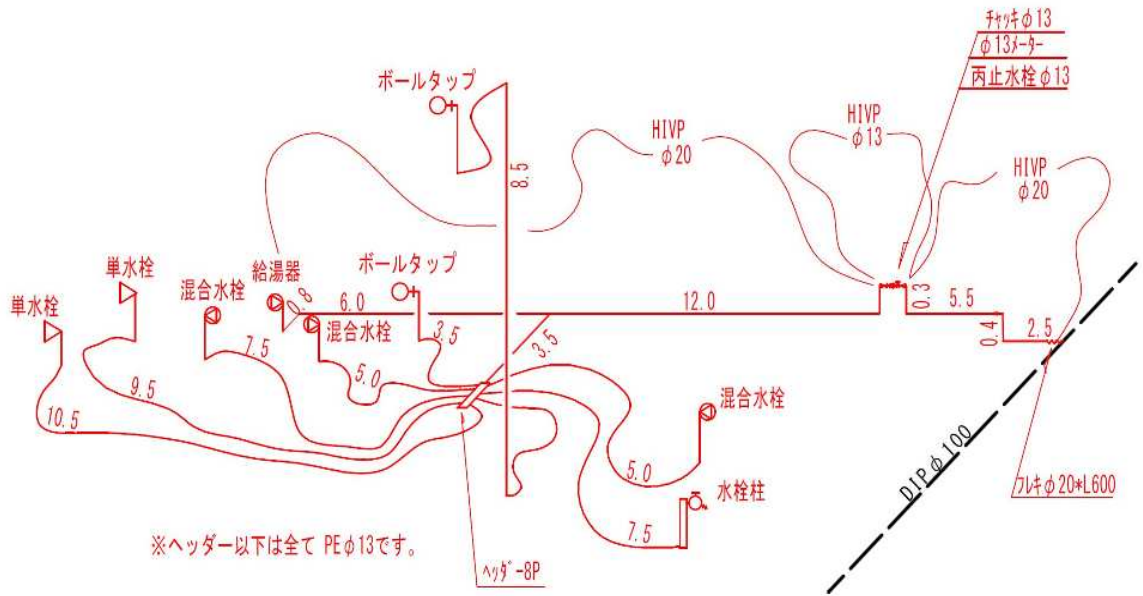 チャッキφ13
φ13メーター
丙止水栓φ13
ボールタップ
HIVP
φ20
HIVP
φ13
HIVP
φ20
8.5
単水栓
単水栓
混合水栓
給湯器
ボールタップ
0.8
6.0
12.0
0.3
5.5
混合水栓
3.5
3.5
0.4
2.5
7.5
5.0
9.5
10.5
混合水栓
5.0
水栓柱
7.5
DIPφ100
フレキφ20*L600
※ヘッダー以下は全て PEφ13です。
ヘッダ-8P